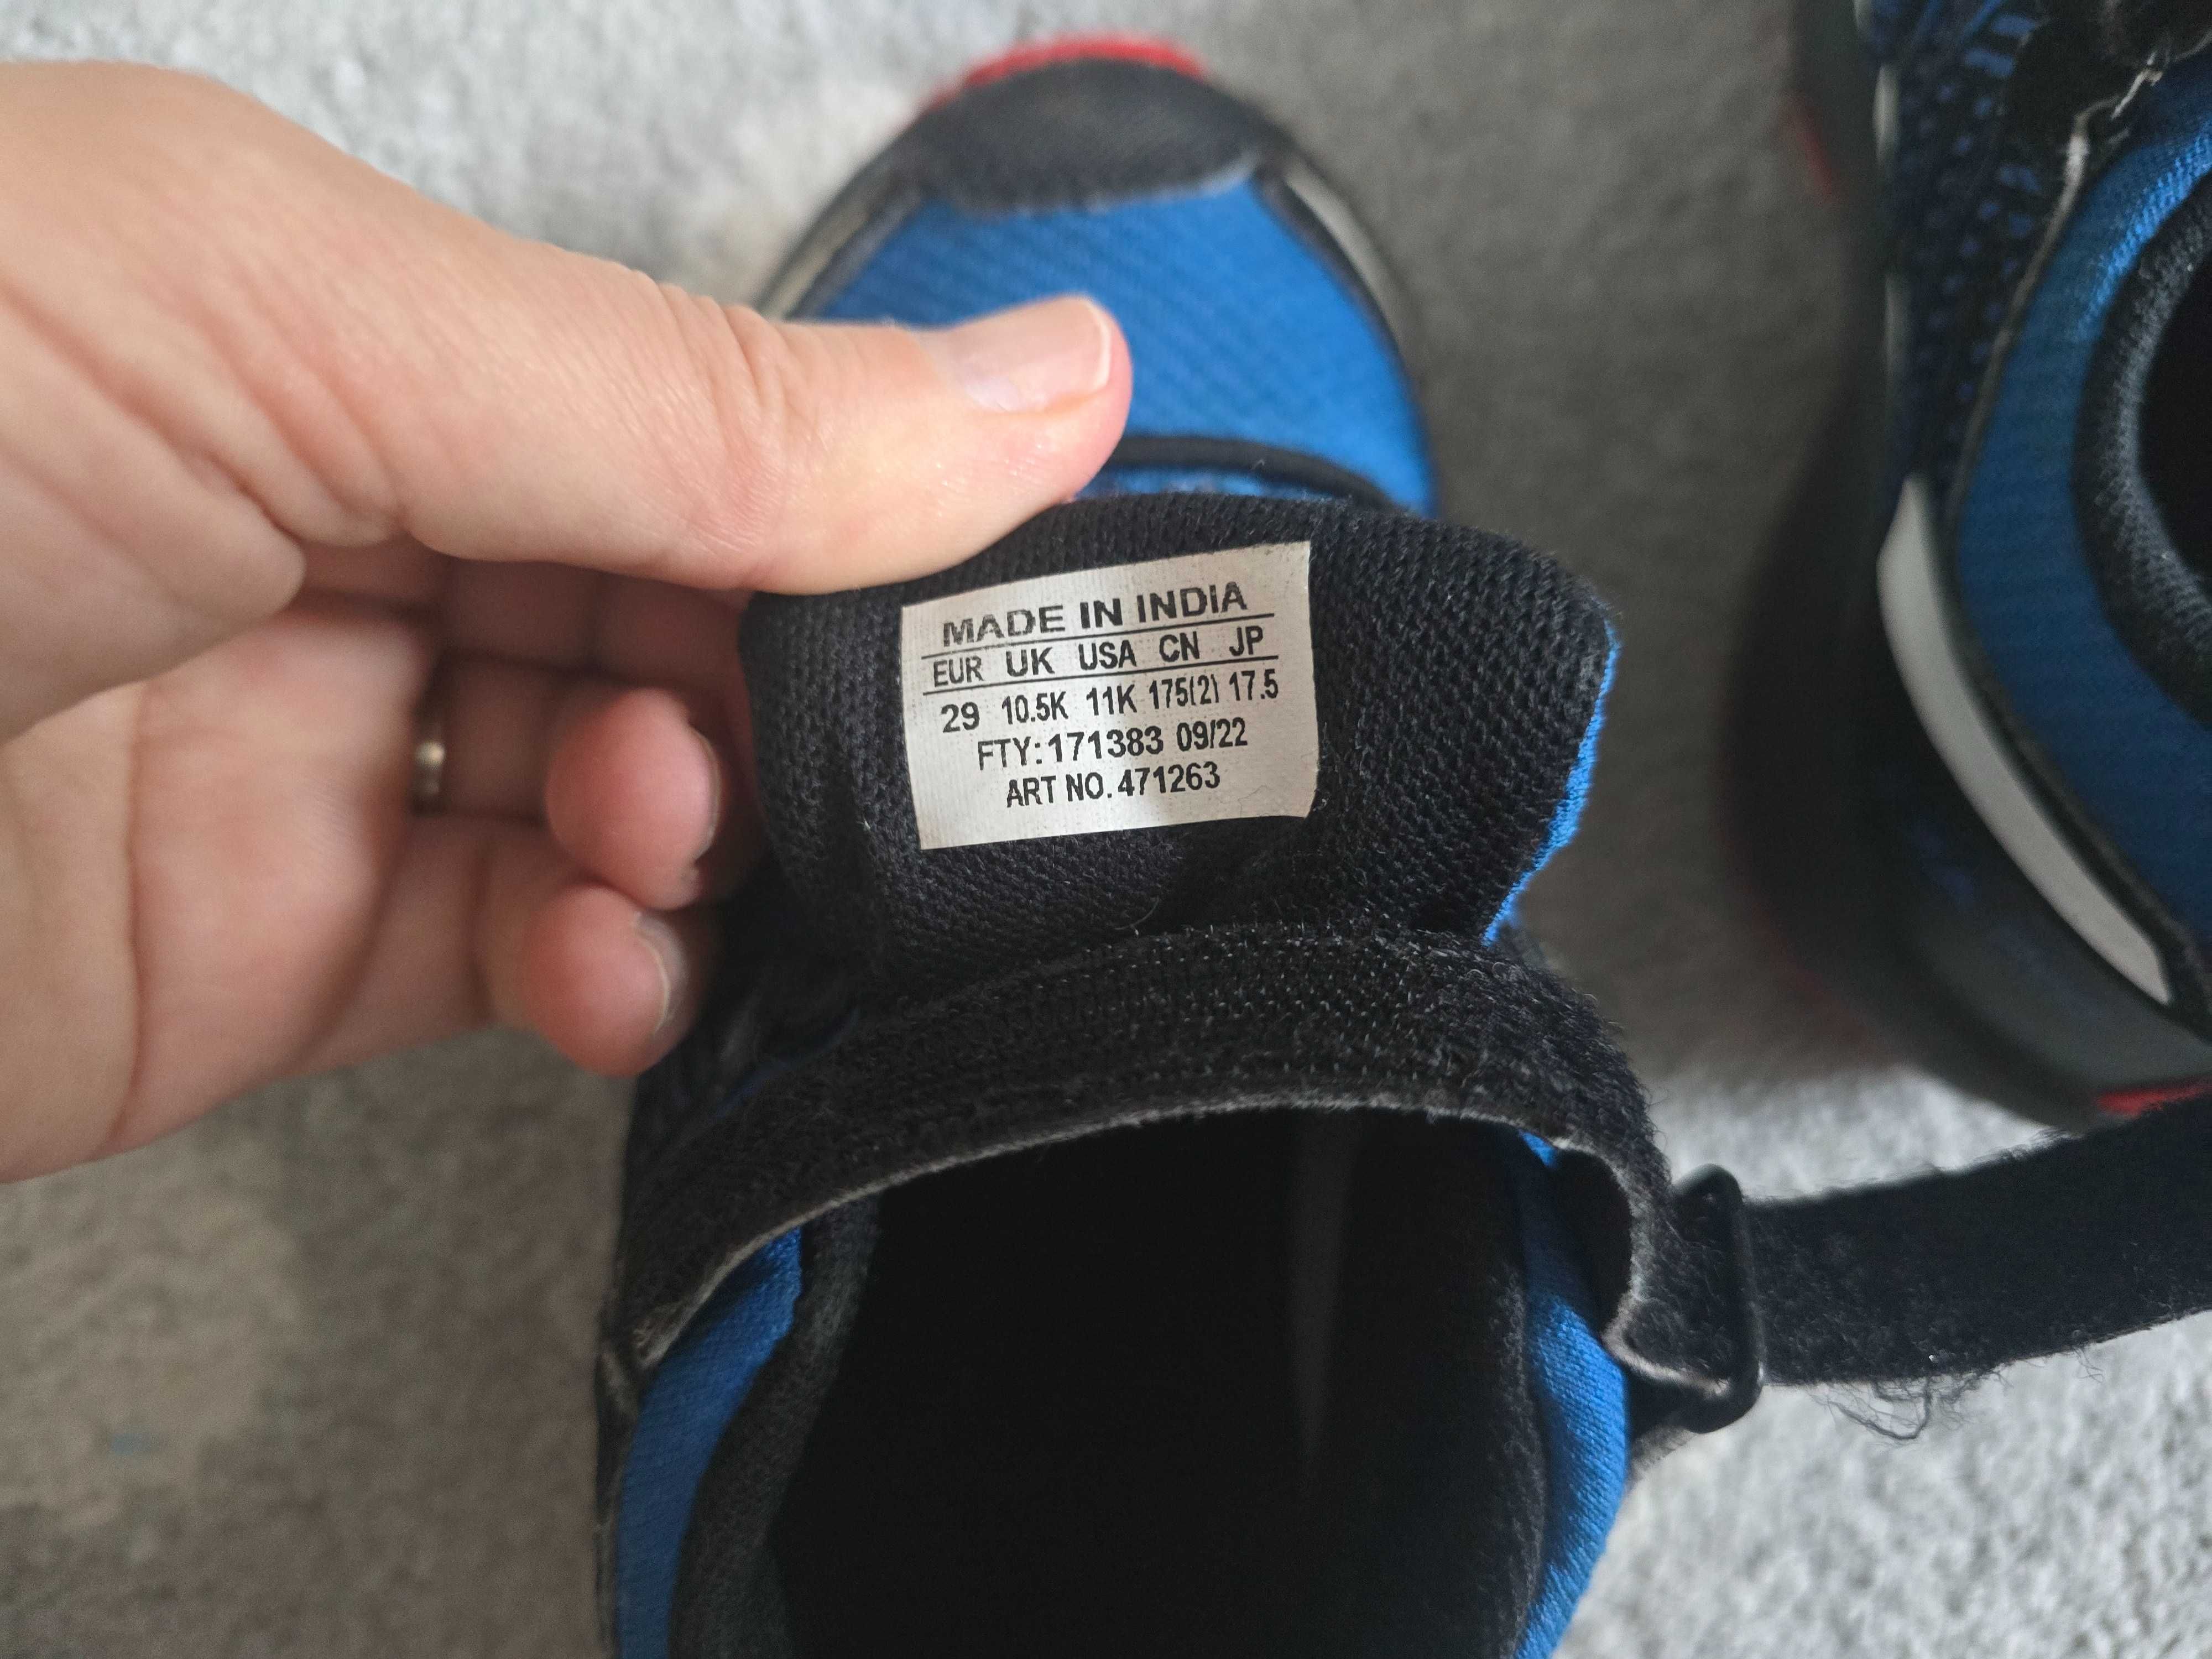 MADE IN INDIA
EUR UK USA CN JP
29 10.5K 11K 175(2) 17.5
FTY: 171383 09/22
ART NO. 471263